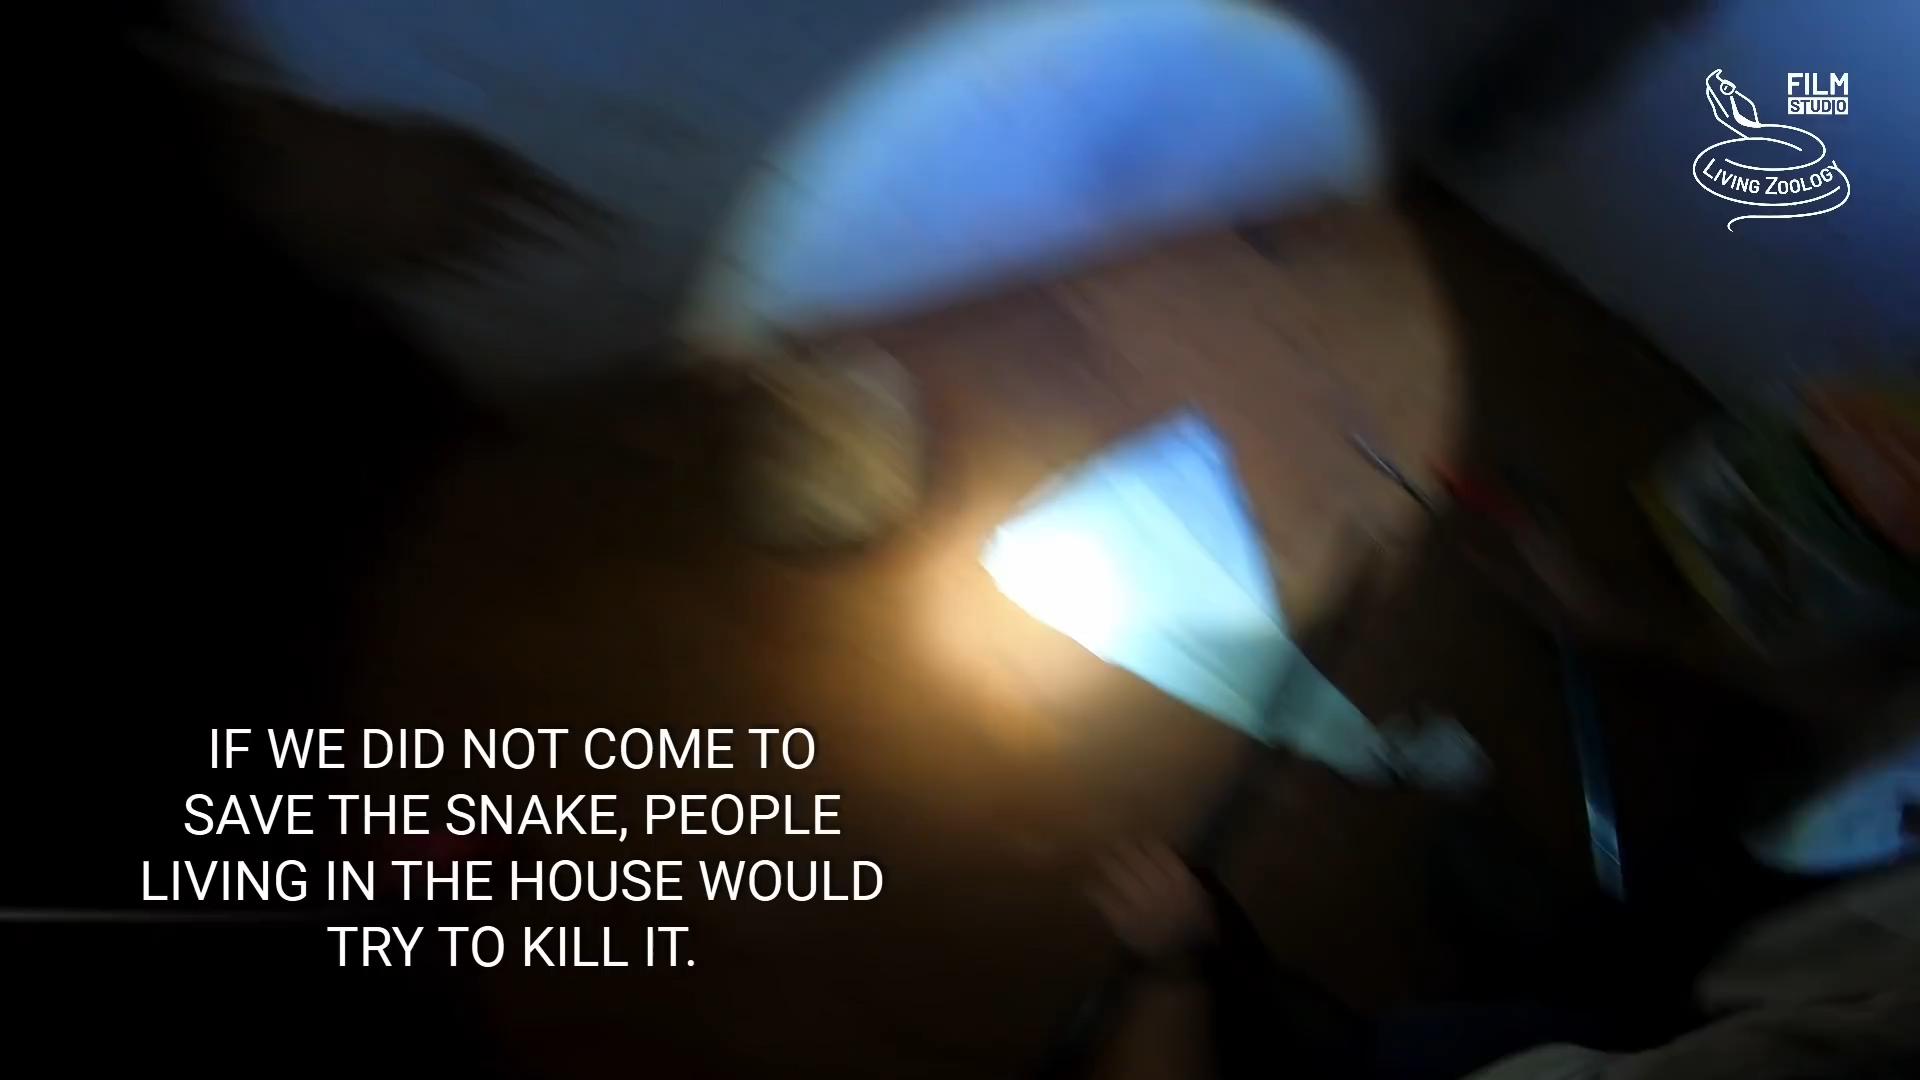 FILM
STUDIO
LIVING ZOOLOGY
IF WE DID NOT COME TO
SAVE THE SNAKE, PEOPLE
LIVING IN THE HOUSE WOULD
TRY TO KILL IT.